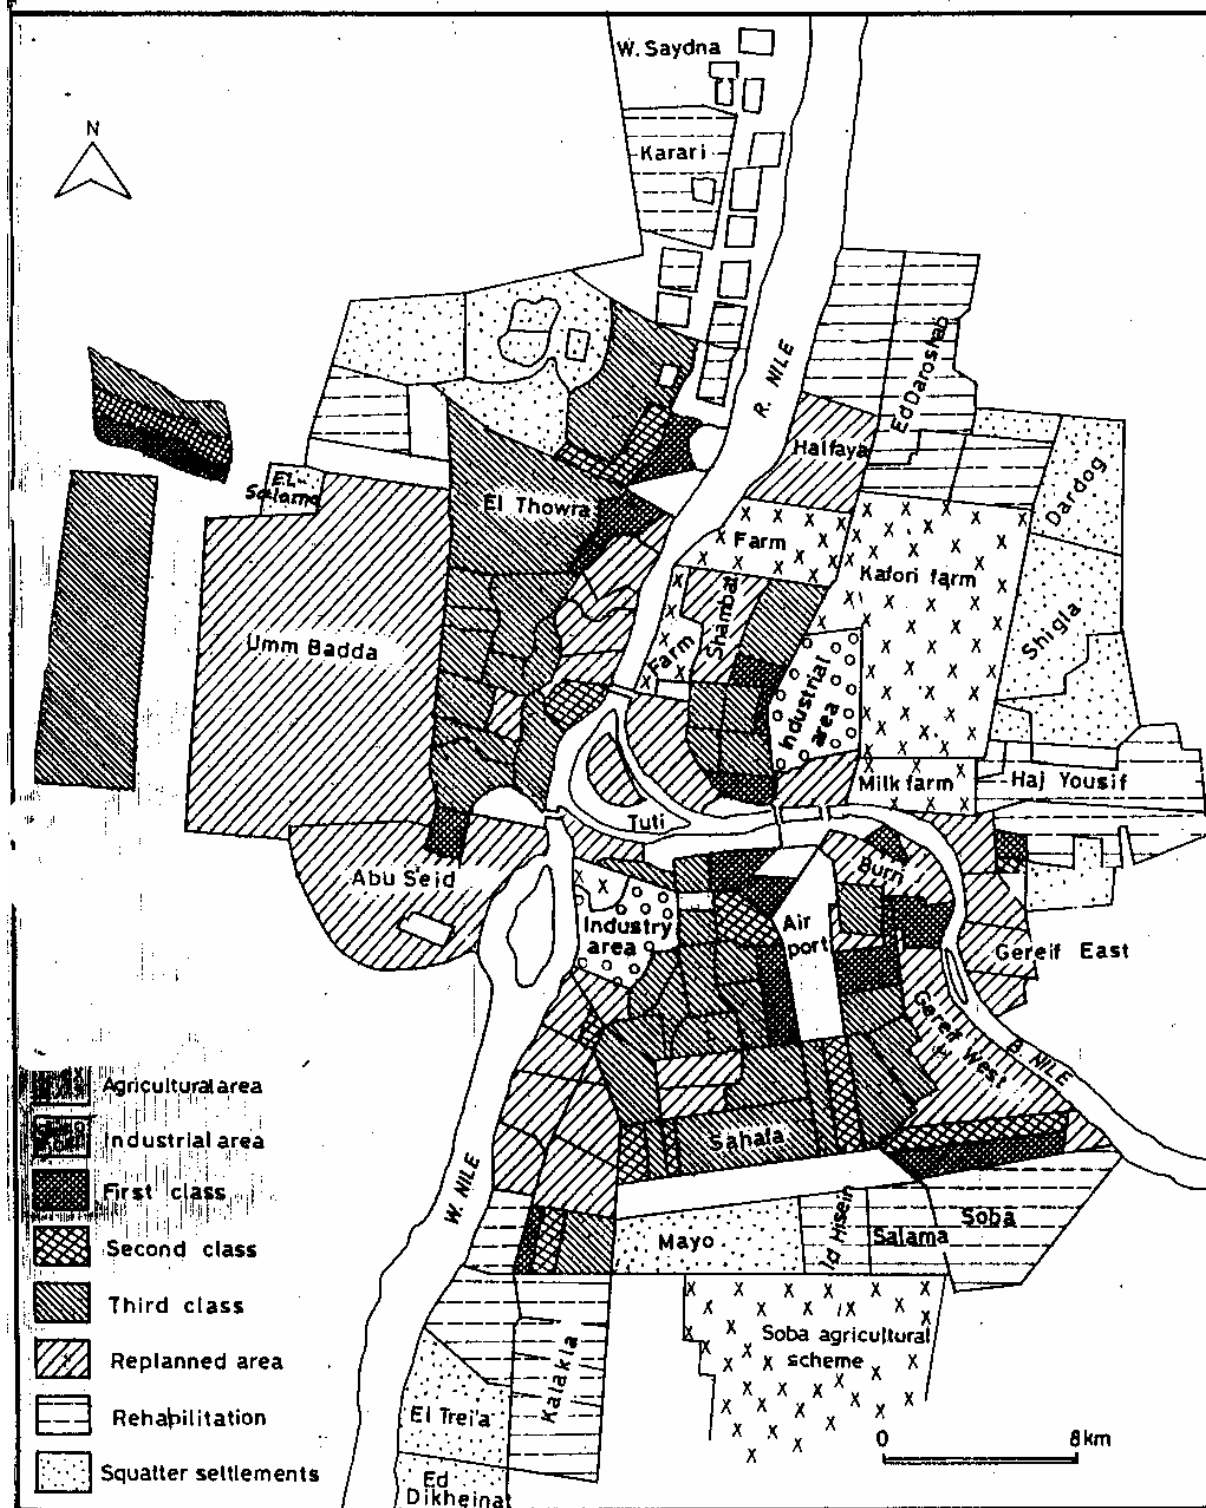 W. Saydna
N
Karari
R. NILE
Ed Daroshab
Halfaya
EL-
Salama
El Thowra
Dardog
Farm
Kafori farm
Shambat
Shigla
Umm Badda
Farm
Industrial
area
Milk farm
Haj Yousif
Tuti
Burri
Abu Seid
Industry
area
Air
port
Gereif East
Gereif West
B. NILE
Agricultural area
Industrial area
Sahafa
First class
W. NILE
Soba
Second class
Mayo
Id Hisein
Salama
Third class
Soba agricultural
scheme
Replanned area
Kalakla
Rehabilitation
El Trei'a
0 8km
Squatter settlements
Ed
Dikheinat